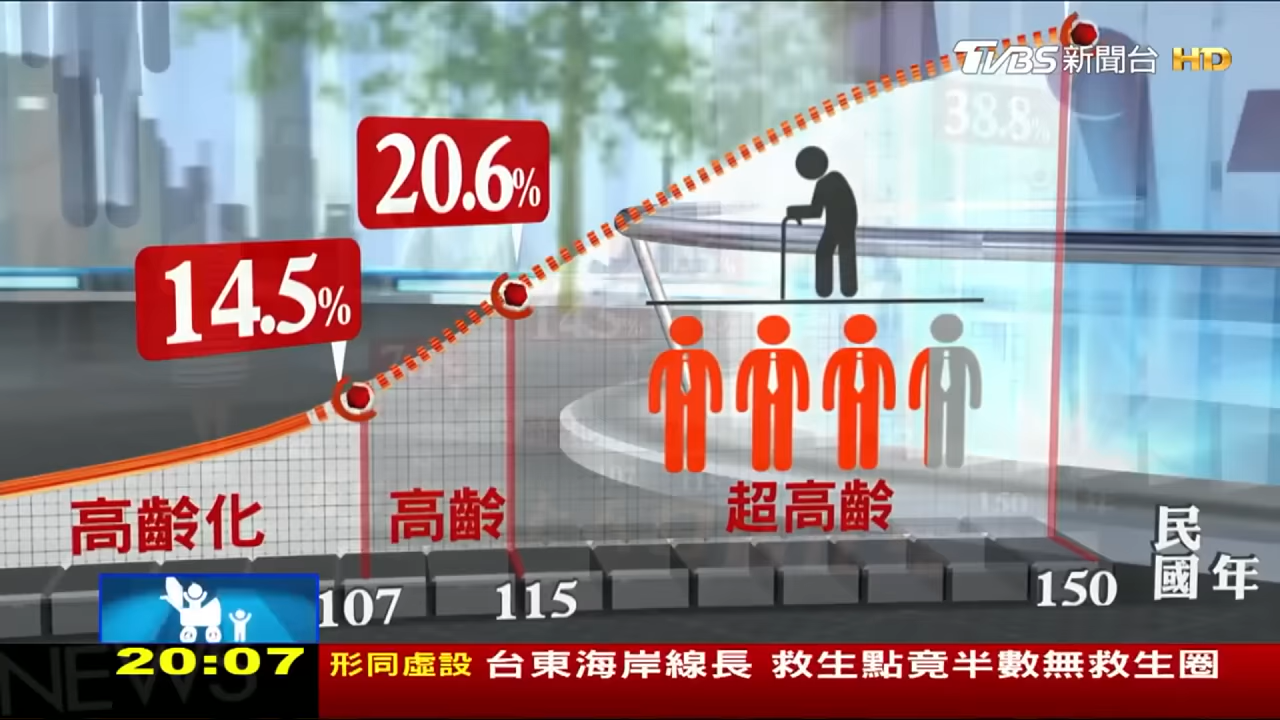 TVBS新聞台 HD
38.8%
20.6%
14.5%
高齡化
高齡
超高齡
107
115
150
民國年
20:07
形同虛設 台東海岸線長 救生點竟半數無救生圈
NEWS